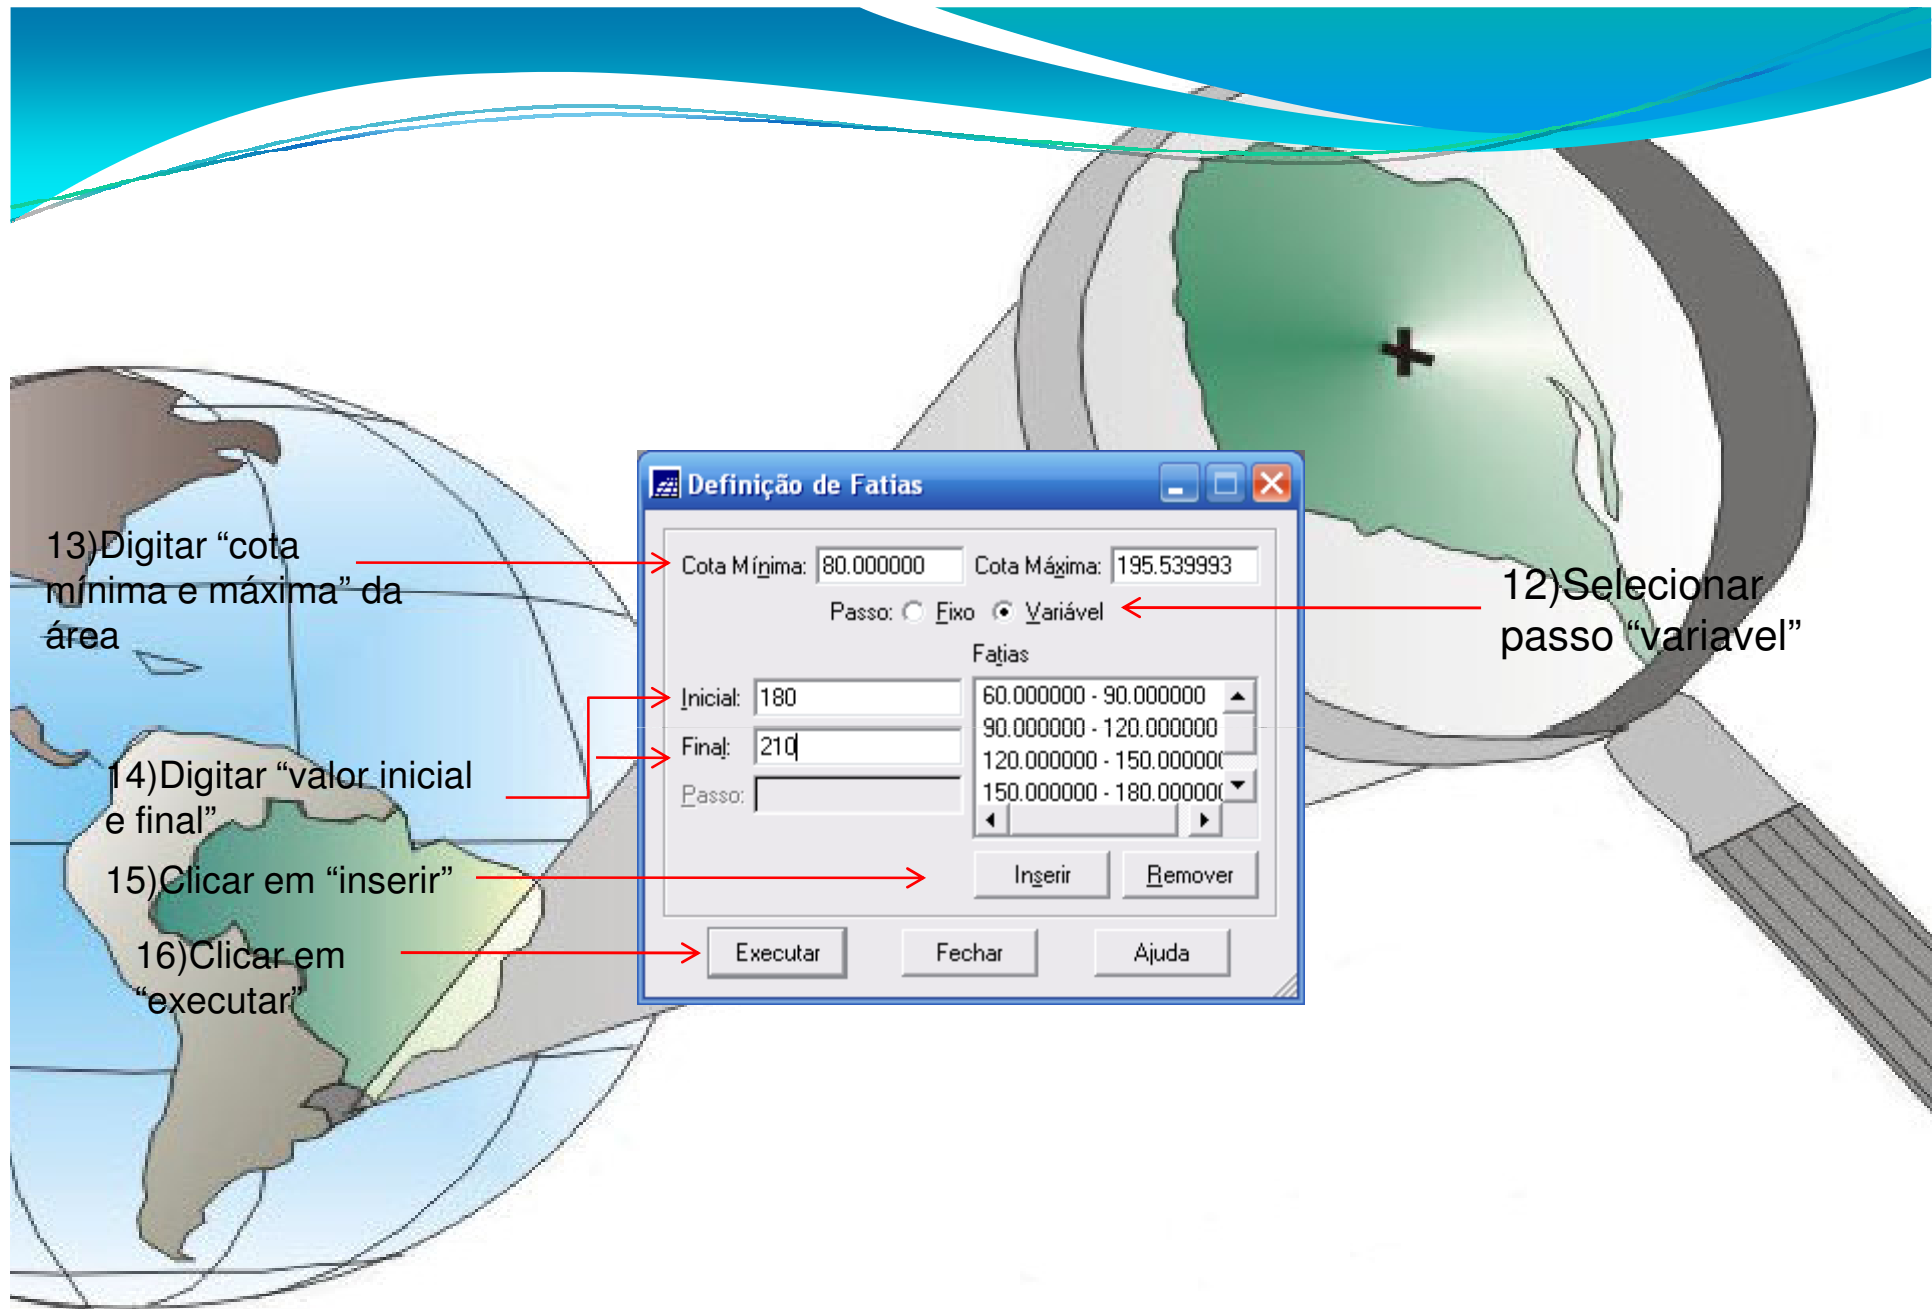 13)Digitar “cota
mínima e máxima” da
área
14)Digitar “valor inicial
e final”
15)Clicar em “inserir”
16)Clicar em
“executar”
Definição de Fatias
Cota Mínima: 80.000000 Cota Máxima: 195.539993
Passo: Fixo Variável
Fatias
Inicial: 180
Final: 210
Passo:
60.000000 - 90.000000
90.000000 - 120.000000
120.000000 - 150.000000
150.000000 - 180.000000
Inserir Remover
Executar Fechar Ajuda
12)Selecionar
passo “variavel”